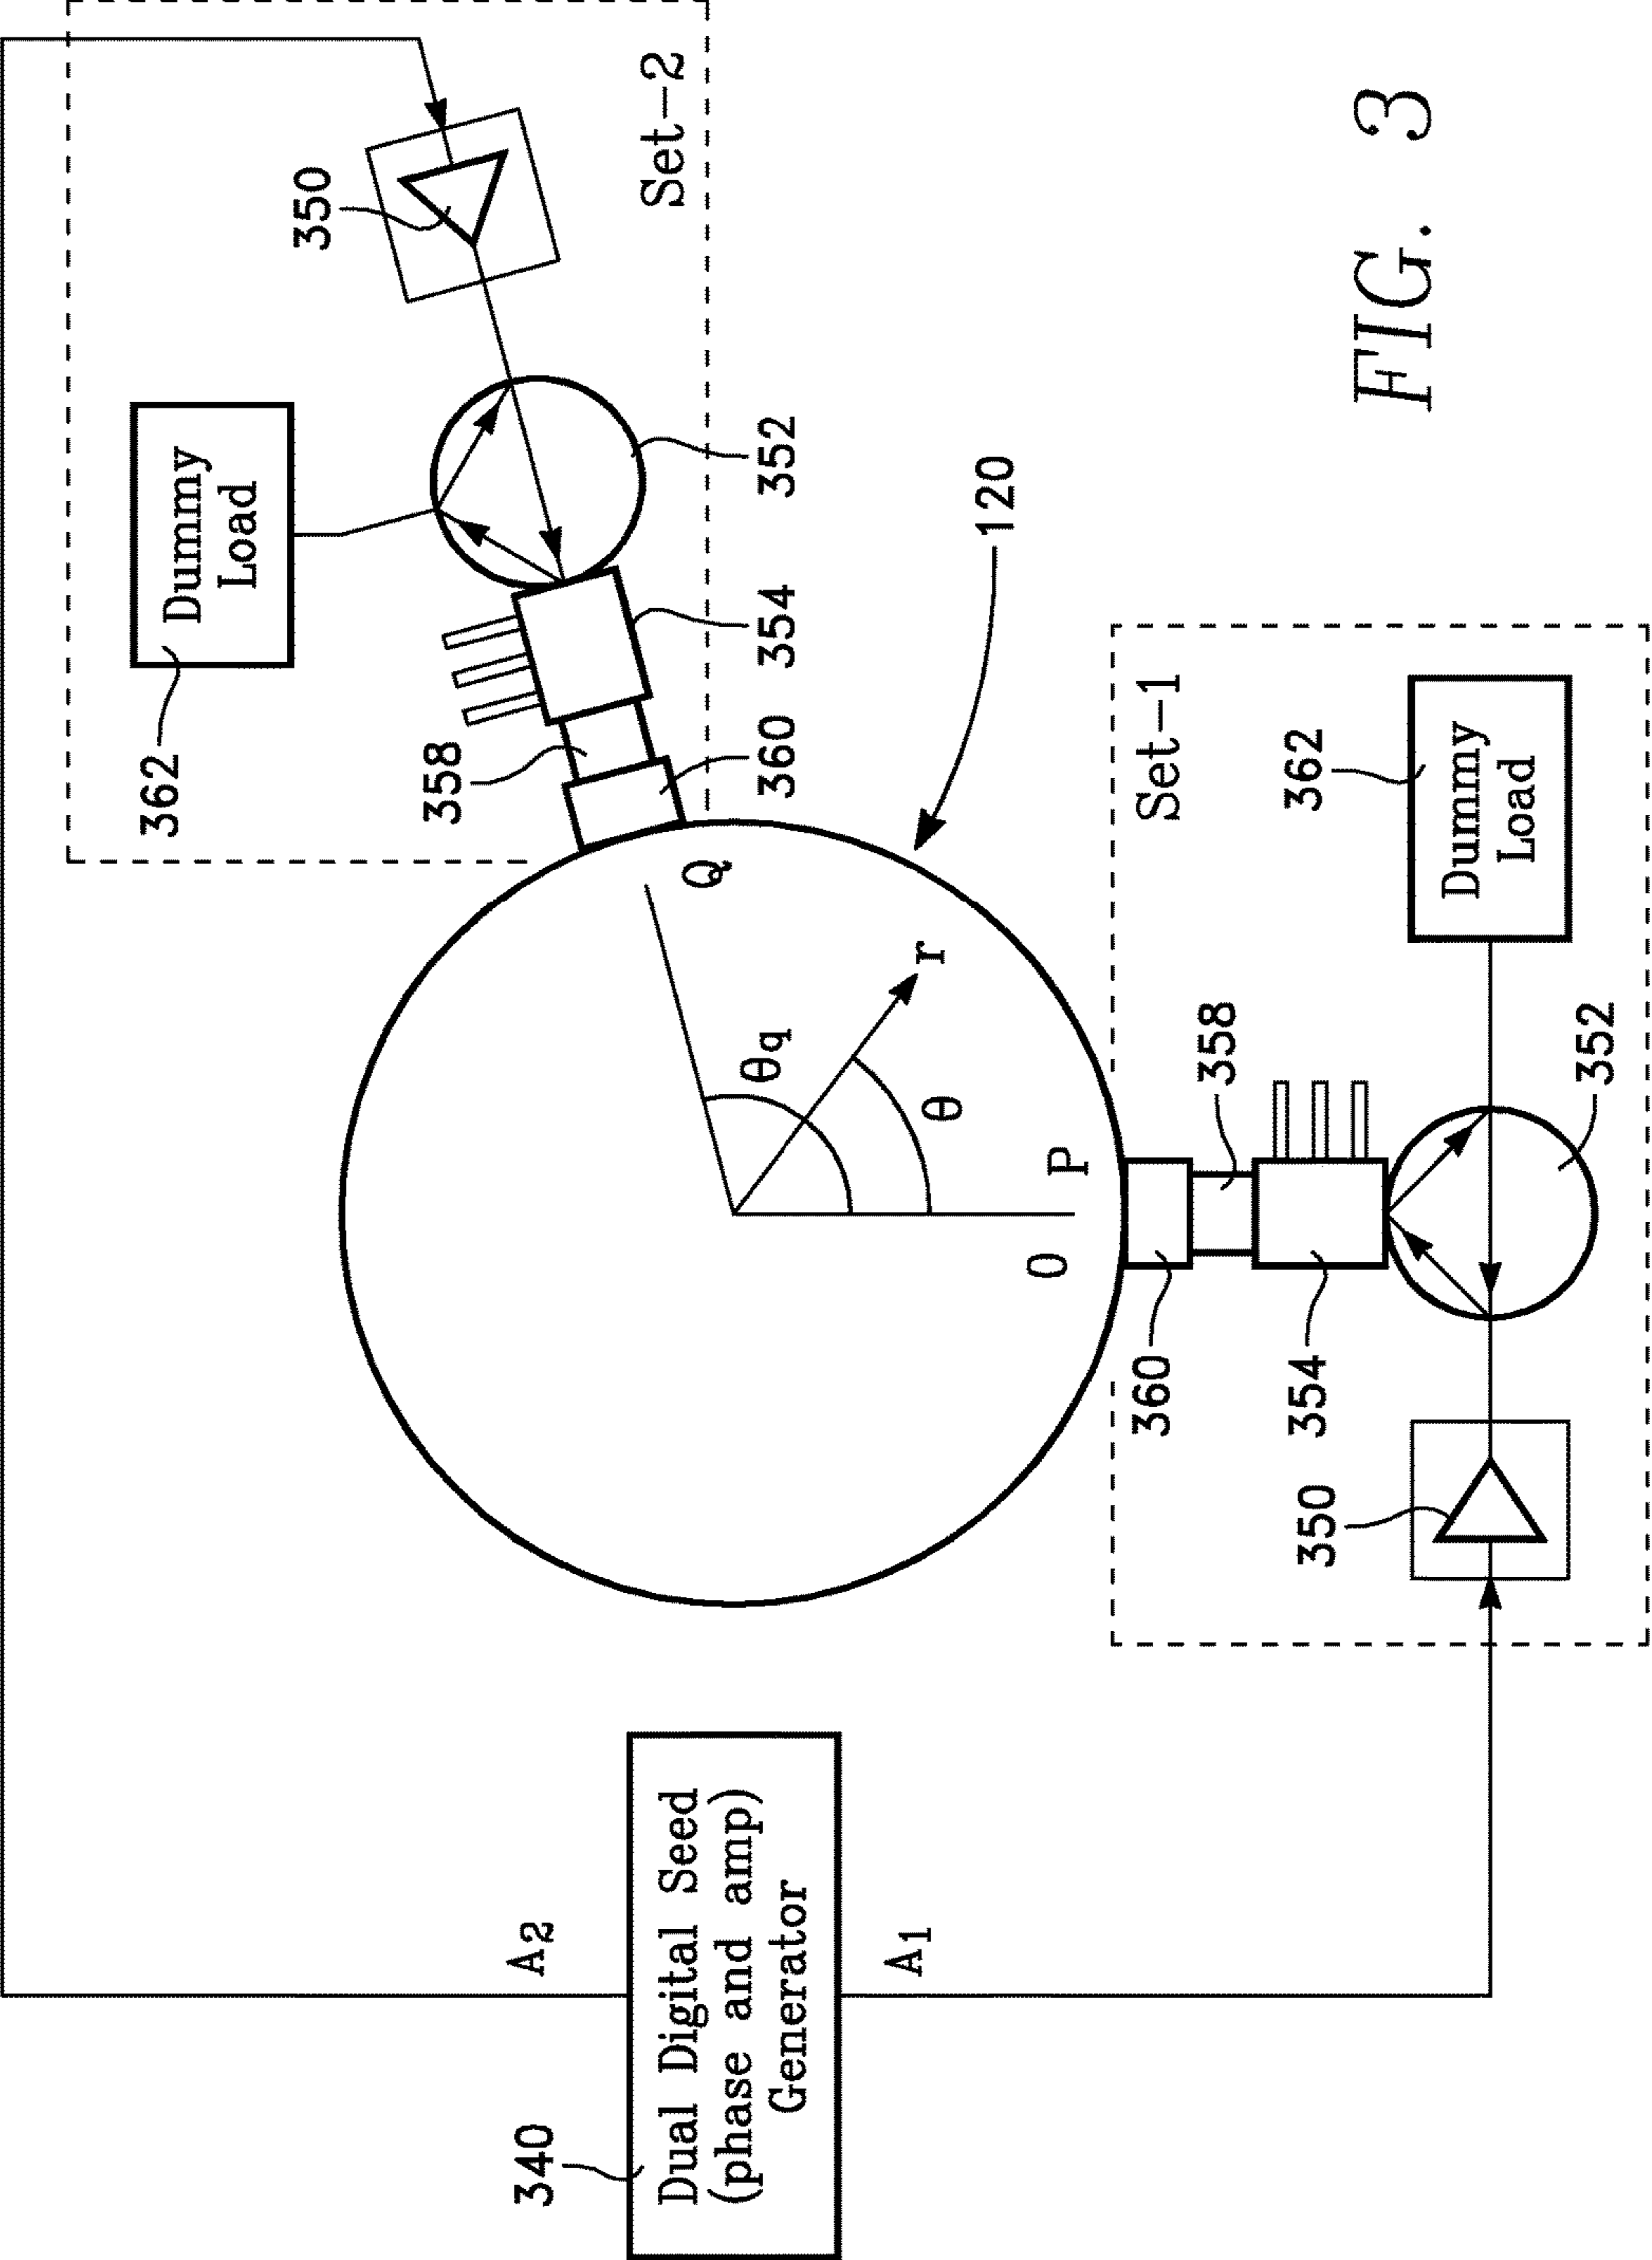 340
Dual Digital Seed
(phase and amp)
Generator
A2
A1
362
Dummy
Load
350
Set-2
358
352
354
360
120
Q
r
θq
θ
P
0
Set-1
362
Dummy
Load
358
360
354
350
352
FIG. 3